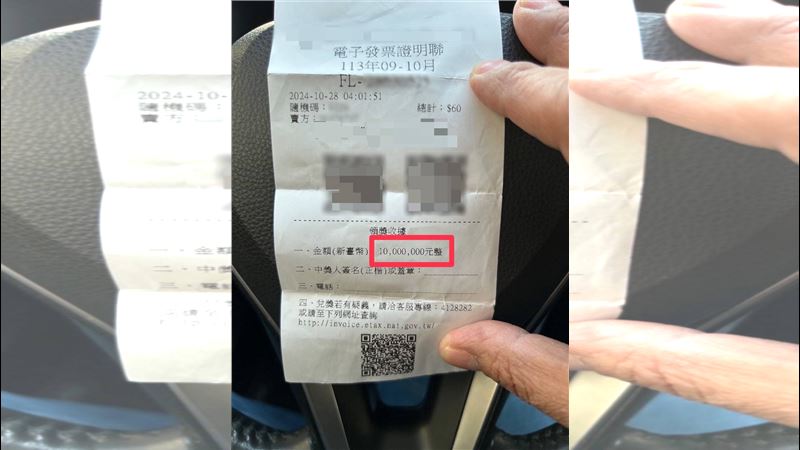 電子發票證明聯
113年09-10月
FL-
2024-10-28 04:01:51
隨機碼: 總計:$60
賣方:
領獎收據
一、金額(新臺幣) 10,000,000元整
二、中獎人簽名(正楷)或蓋章:
三、電話:
四、兌獎若有疑義,請洽客服專線:4128282
或請至下列網址查詢
http://invoice.etax.nat.gov.tw/